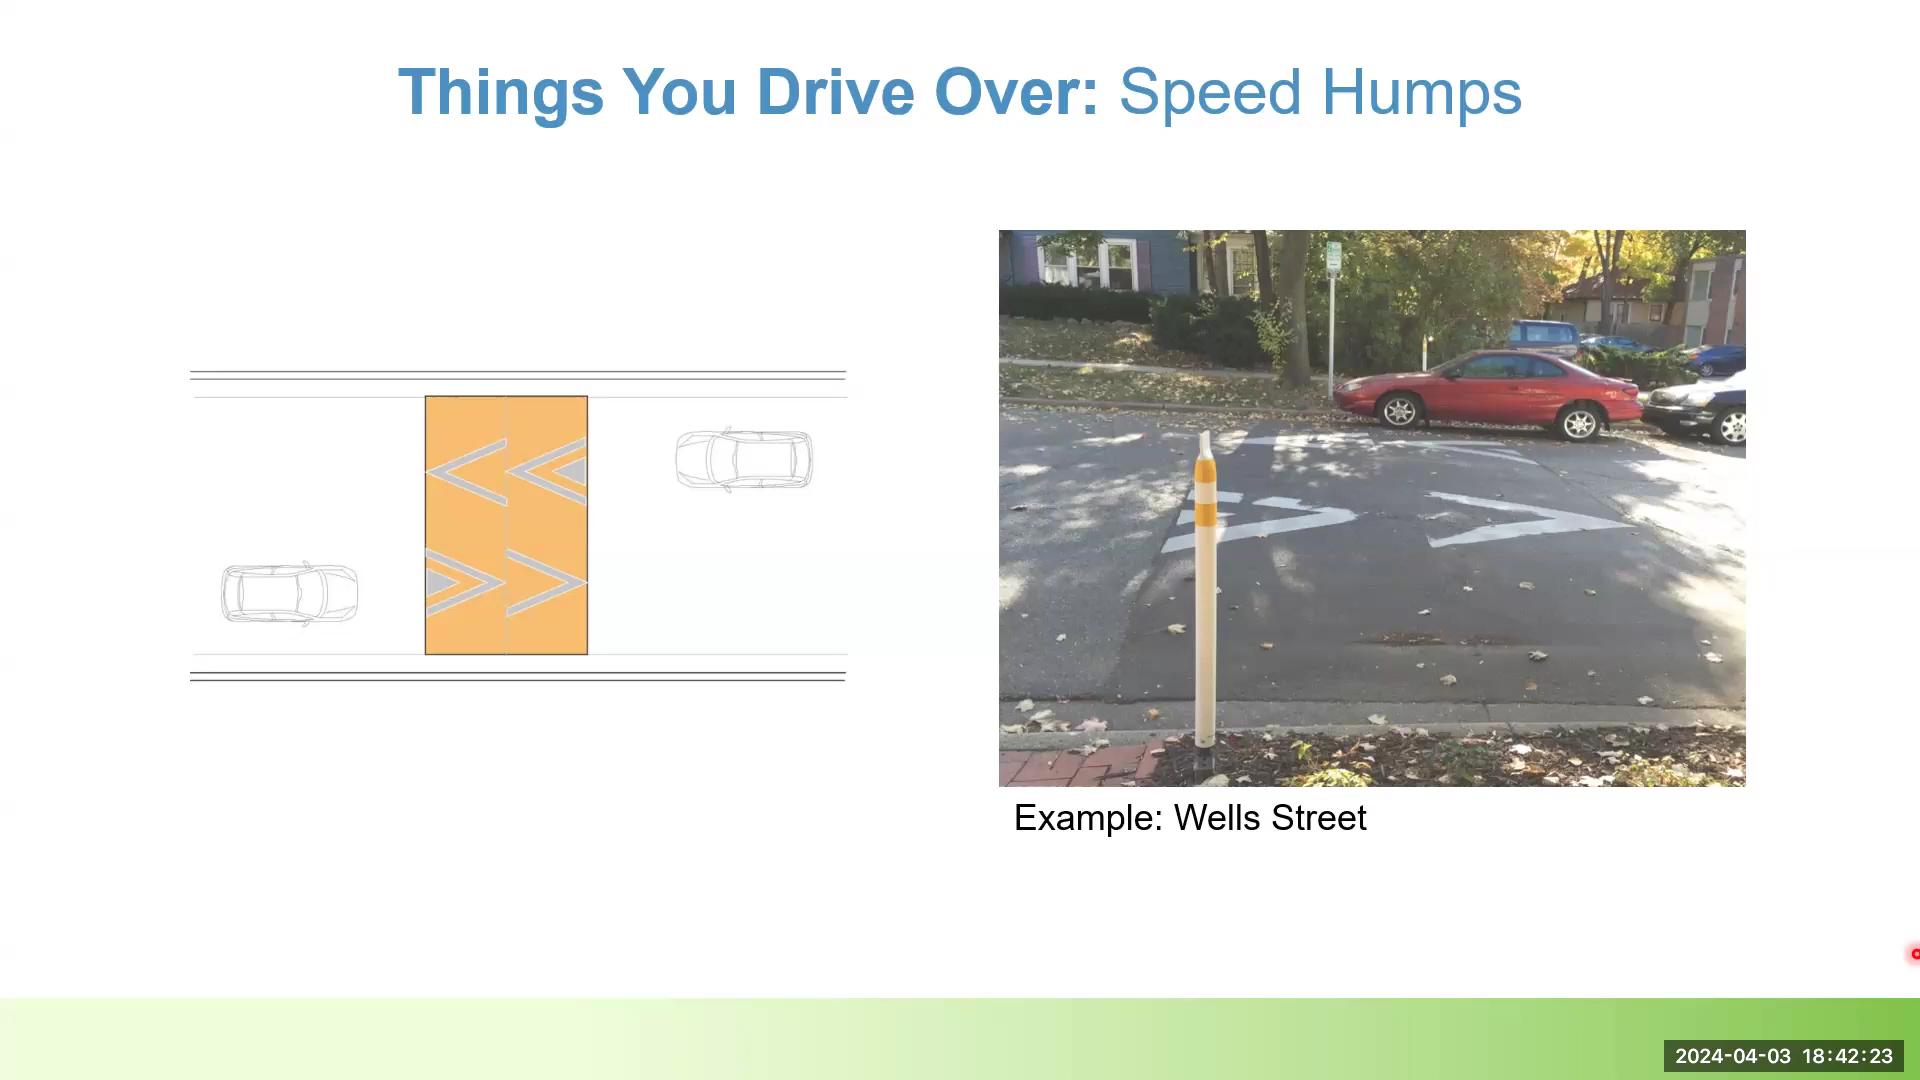 Things You Drive Over: Speed Humps
Example: Wells Street
2024-04-03 18:42:23